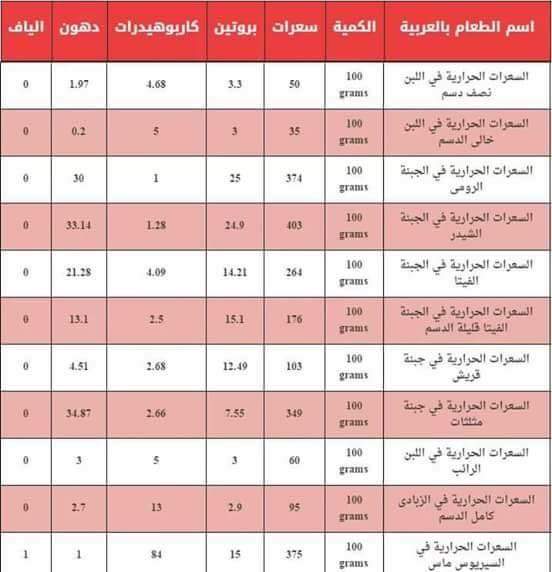 اسم الطعام بالعربية الكمية سعرات بروتين كاربوهيدرات دهون الياف
السعرات الحرارية في اللبن نصف دسم 100 grams 50 3.3 4.68 1.97 0
السعرات الحرارية في اللبن خالى الدسم 100 grams 35 3 5 0.2 0
السعرات الحرارية في الجبنة الرومى 100 grams 374 25 1 30 0
السعرات الحرارية في الجبنة الشيدر 100 grams 403 24.9 1.28 33.14 0
السعرات الحرارية في الجبنة الفيتا 100 grams 264 14.21 4.09 21.28 0
السعرات الحرارية في الجبنة الفيتا قليلة الدسم 100 grams 176 15.1 2.5 13.1 0
السعرات الحرارية في جبنة قريش 100 grams 103 12.49 2.68 4.51 0
السعرات الحرارية في جبنة مثلثات 100 grams 349 7.55 2.66 34.87 0
السعرات الحرارية في اللبن الرائب 100 grams 60 3 5 3 0
السعرات الحرارية في الزبادى كامل الدسم 100 grams 95 2.9 13 2.7 0
السعرات الحرارية في السيريوس ماس 100 grams 375 15 84 1 1